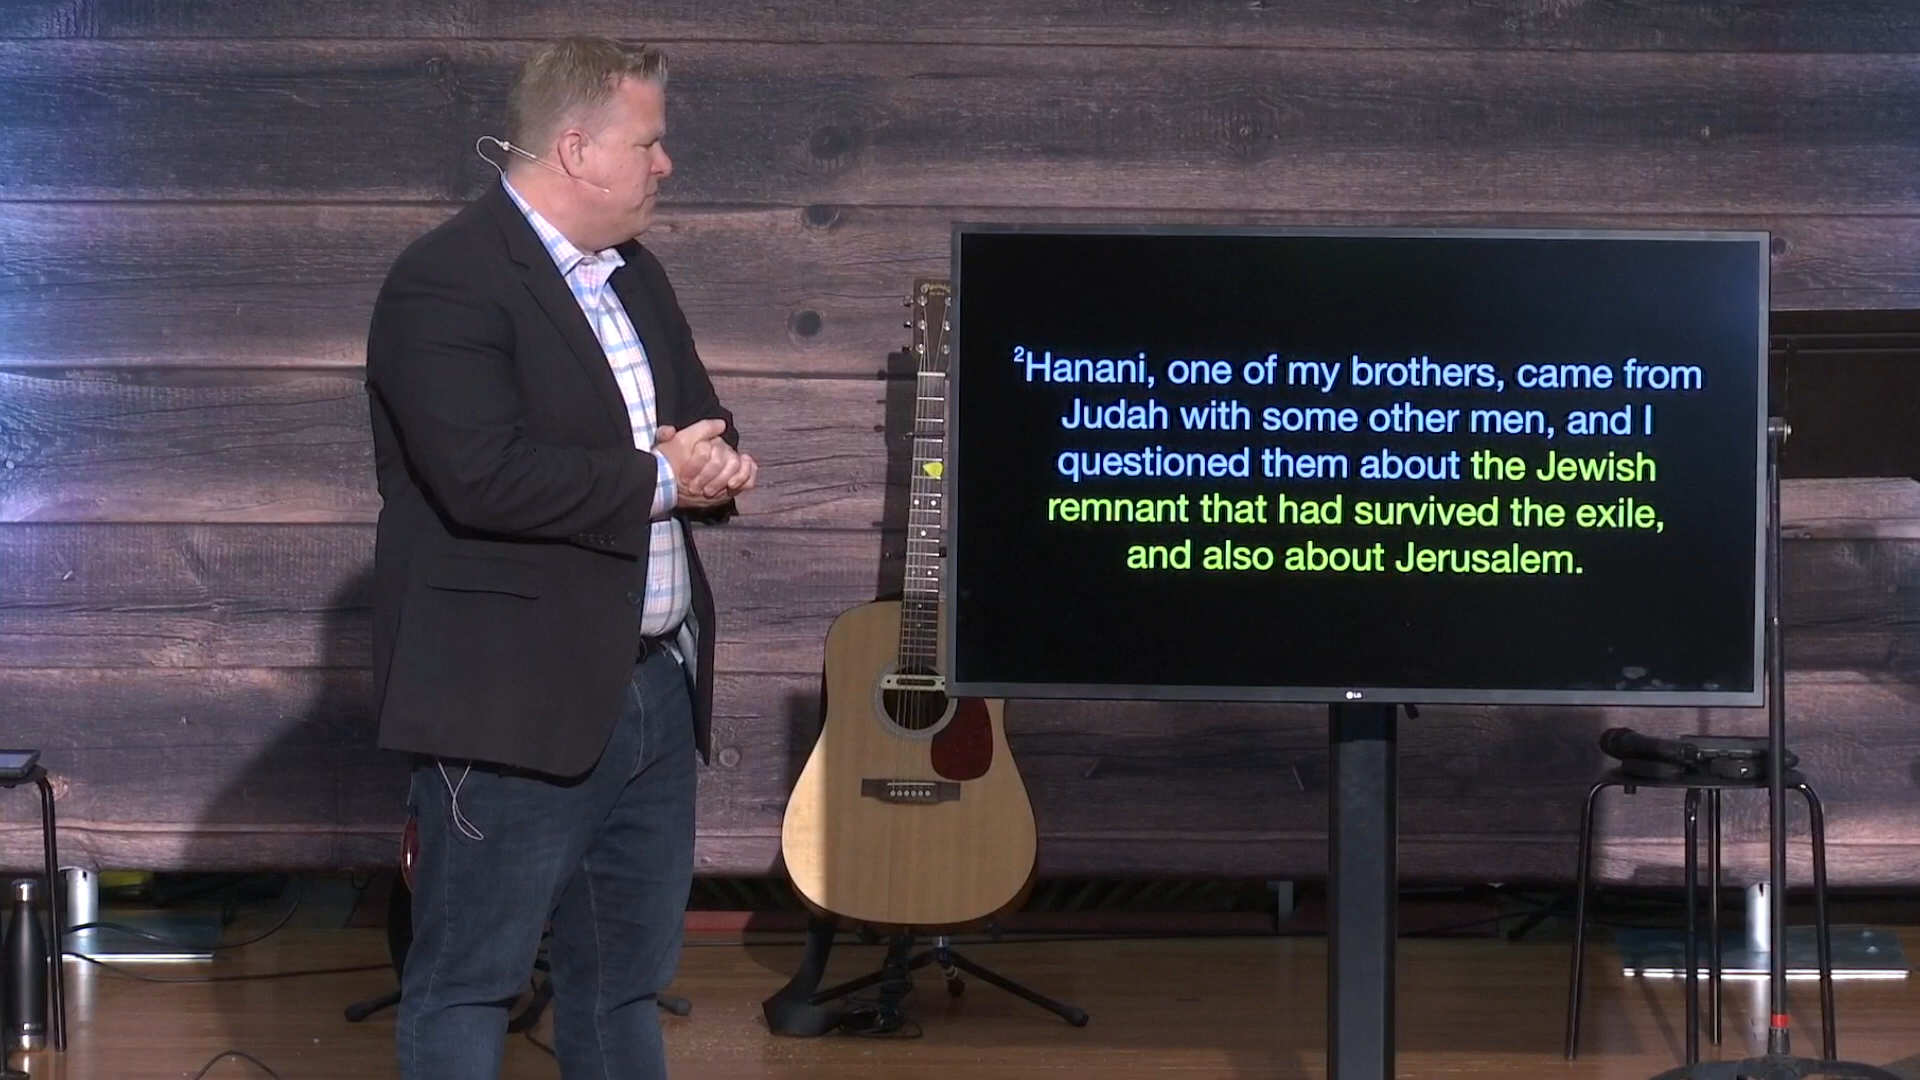 ²Hanani, one of my brothers, came from
Judah with some other men, and I
questioned them about the Jewish
remnant that had survived the exile,
and also about Jerusalem.
LG